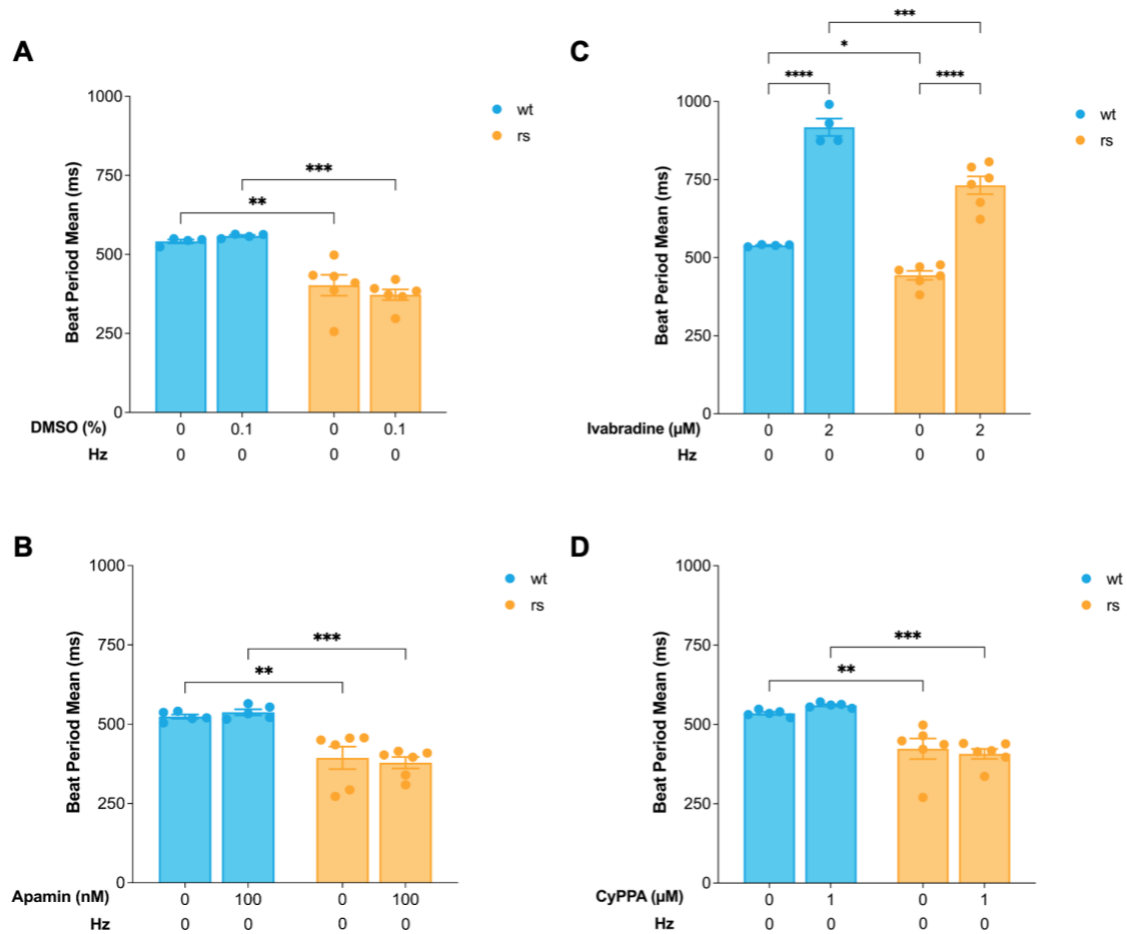 A
Beat Period Mean (ms)
1000
750
500
250
0
** ***
wt
rs
DMSO (%) 0 0.1 0 0.1
Hz 0 0 0 0
C
Beat Period Mean (ms)
1000
750
500
250
0
***
*
**** ****
wt
rs
Ivabradine (μM) 0 2 0 2
Hz 0 0 0 0
B
Beat Period Mean (ms)
1000
750
500
250
0
***
**
wt
rs
Apamin (nM) 0 100 0 100
Hz 0 0 0 0
D
Beat Period Mean (ms)
1000
750
500
250
0
***
**
wt
rs
CyPPA (μM) 0 1 0 1
Hz 0 0 0 0